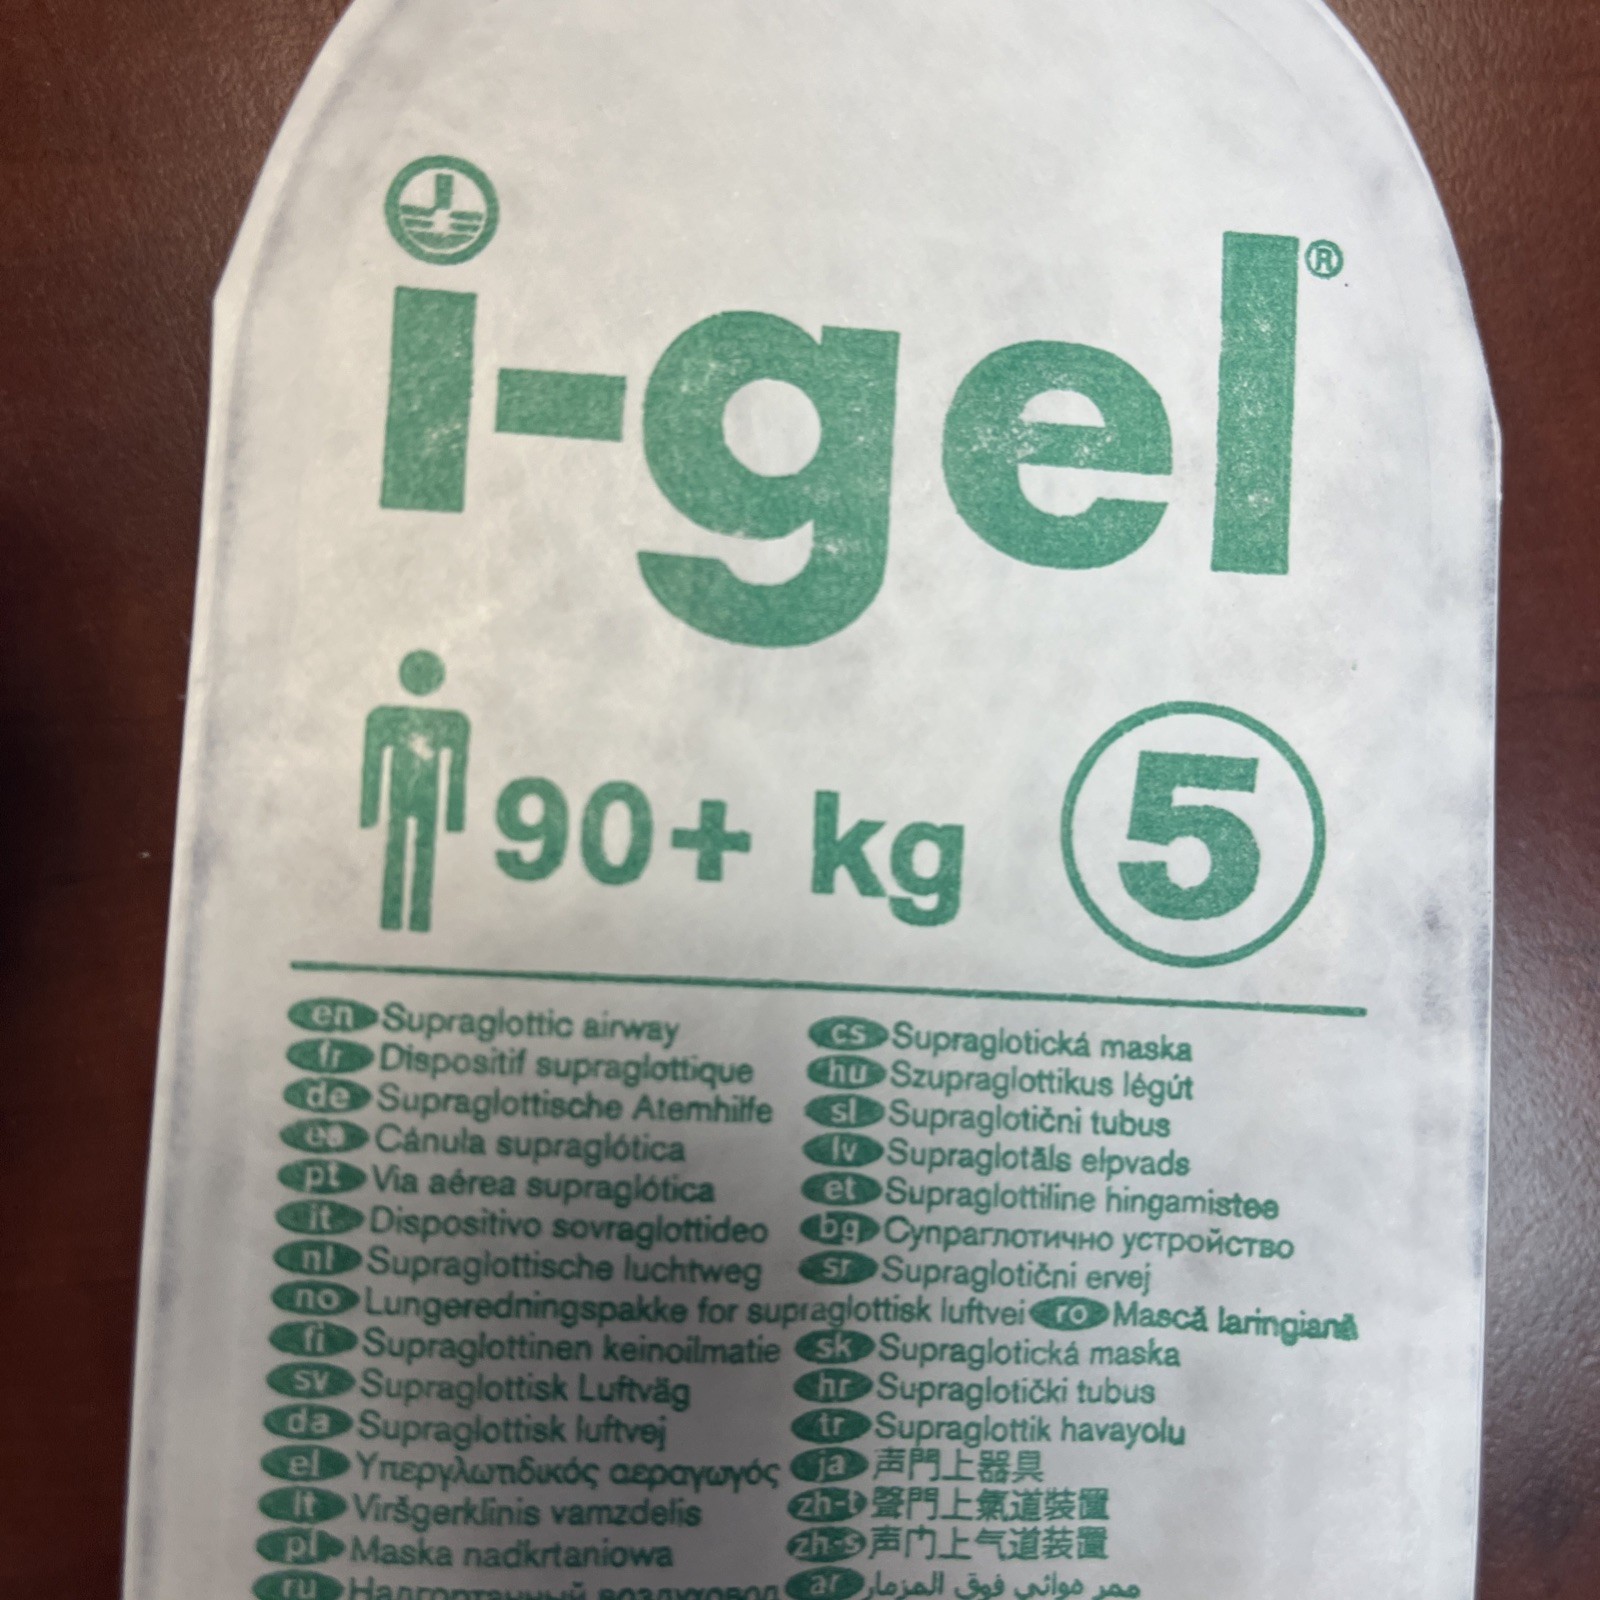 i-gel®
90+ kg 5
en Supraglottic airway
fr Dispositif supraglottique
de Supraglottische Atemhilfe
es Cánula supraglótica
pt Via aérea supraglótica
it Dispositivo sovraglottideo
nl Supraglottische luchtweg
no Lungeredningspakke for supraglottisk luftvei
fi Supraglottinen keinoilmatie
sv Supraglottisk Luftväg
da Supraglottisk luftvej
el Υπεργλωττιδικός αεραγωγός
lt Viršgerklinis vamzdelis
pl Maska nadkrtaniowa
ru Надгортанный воздуховод
cs Supraglotická maska
hu Szupraglottikus légút
sl Supraglotični tubus
lv Supraglotāls elpvads
et Supraglottiline hingamistee
bg Супраглотично устройство
sr Supraglotični ervej
ro Mască laringiană
sk Supraglotická maska
hr Supraglotički tubus
tr Supraglottik havayolu
ja 声門上器具
zh-t 聲門上氣道裝置
zh-s 声门上气道装置
ar ممر هوائي فوق المزمار